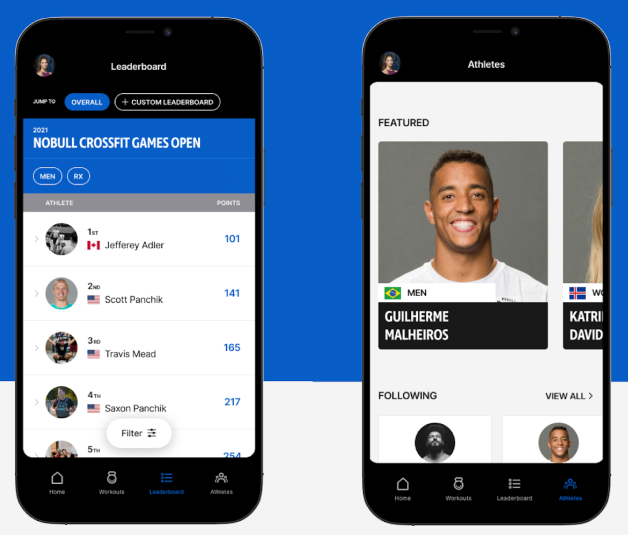 Leaderboard
JUMP TO
OVERALL
+ CUSTOM LEADERBOARD
2021
NOBULL CROSSFIT GAMES OPEN
MEN
RX
ATHLETE
POINTS
1ST
Jefferey Adler
101
2ND
Scott Panchik
141
3RD
Travis Mead
165
4TH
Saxon Panchik
217
Filter
5TH
254
Home
Workouts
Leaderboard
Athletes
Athletes
FEATURED
MEN
GUILHERME
MALHEIROS
WO
KATRI
DAVID
FOLLOWING
VIEW ALL >
Home
Workouts
Leaderboard
Athletes